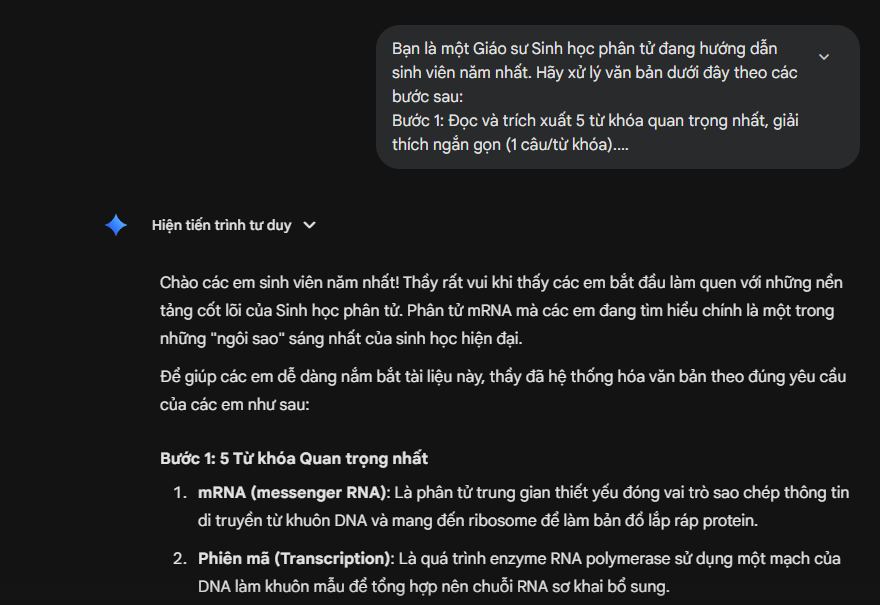 Bạn là một Giáo sư Sinh học phân tử đang hướng dẫn
sinh viên năm nhất. Hãy xử lý văn bản dưới đây theo các
bước sau:
Bước 1: Đọc và trích xuất 5 từ khóa quan trọng nhất, giải
thích ngắn gọn (1 câu/từ khóa)....
Hiện tiến trình tư duy
Chào các em sinh viên năm nhất! Thầy rất vui khi thấy các em bắt đầu làm quen với những nền
tảng cốt lõi của Sinh học phân tử. Phân tử mRNA mà các em đang tìm hiểu chính là một trong
những "ngôi sao" sáng nhất của sinh học hiện đại.
Để giúp các em dễ dàng nắm bắt tài liệu này, thầy đã hệ thống hóa văn bản theo đúng yêu cầu
của các em như sau:
Bước 1: 5 Từ khóa Quan trọng nhất
1. mRNA (messenger RNA): Là phân tử trung gian thiết yếu đóng vai trò sao chép thông tin
di truyền từ khuôn DNA và mang đến ribosome để làm bản đồ lắp ráp protein.
2. Phiên mã (Transcription): Là quá trình enzyme RNA polymerase sử dụng một mạch của
DNA làm khuôn mẫu để tổng hợp nên chuỗi RNA sơ khai bổ sung.